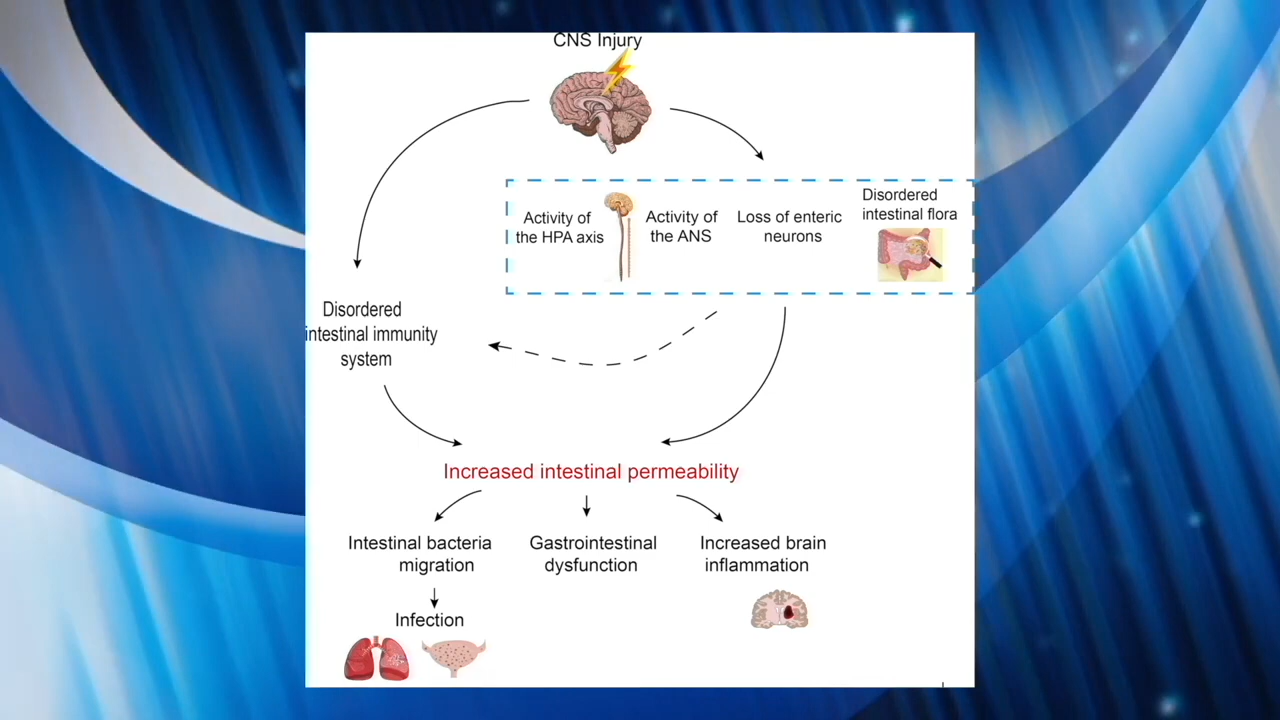 CNS Injury
Activity of
the HPA axis
Activity of
the ANS
Loss of enteric
neurons
Disordered
intestinal flora
Disordered
intestinal immunity
system
Increased intestinal permeability
Intestinal bacteria
migration
Gastrointestinal
dysfunction
Increased brain
inflammation
Infection